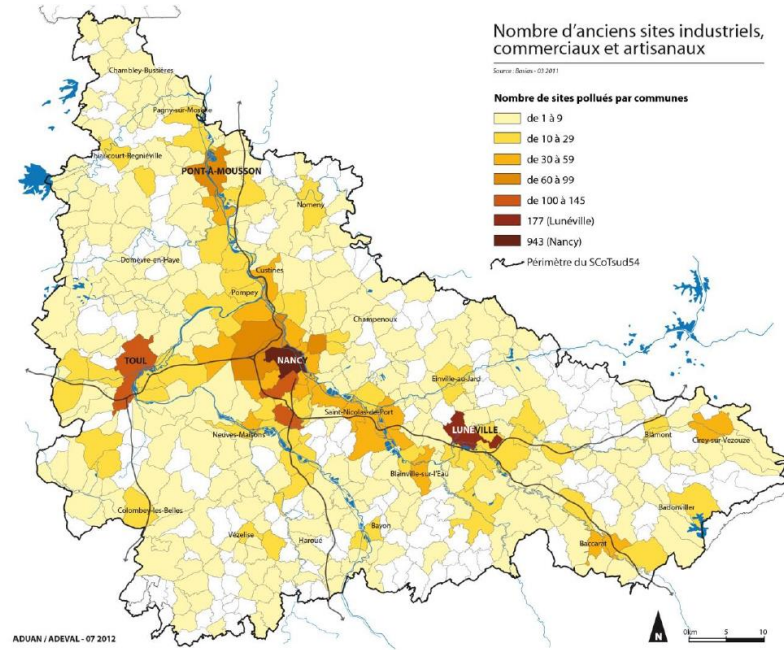 Nombre d'anciens sites industriels,
commerciaux et artisanaux
Source : Basias - 03 2011
Nombre de sites pollués par communes
de 1 à 9
de 10 à 29
de 30 à 59
de 60 à 99
de 100 à 145
177 (Lunéville)
943 (Nancy)
Périmètre du SCoTsud54
Chambley-Bussières
Pagny-sur-Moselle
Thiaucourt-Regniéville
PONT-À-MOUSSON
Nomeny
Domevre-en-Haye
Custines
Pompey
Champenoux
TOUL
NANCY
Einville-au-Jard
Saint-Nicolas-de-Port
LUNÉVILLE
Blâmont
Cirey-sur-Vezouze
Neuves-Maisons
Blainville-sur-l'Eau
Badonviller
Colombey-les-Belles
Bayon
Vézelise
Haroué
Baccarat
N
0km 5 10
ADUAN / ADEVAL - 07 2012